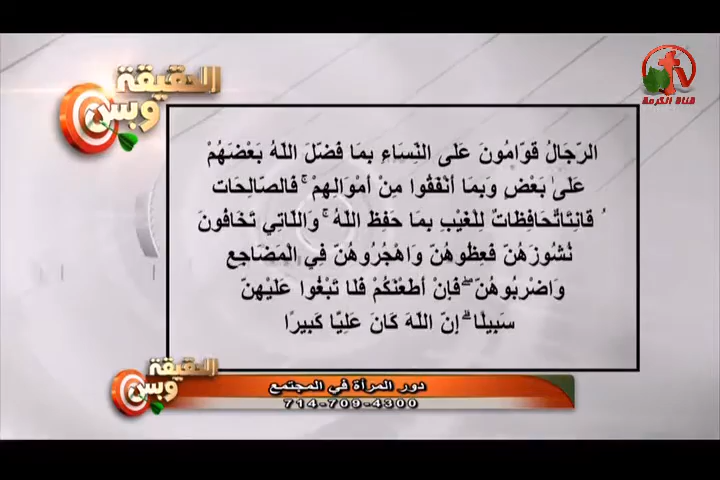 الحقيقة
وبس
tv
قناة الكرمة
الرِّجَالُ قَوَّامُونَ عَلَى النِّسَاءِ بِمَا فَضَّلَ اللَّهُ بَعْضَهُمْ
عَلَىٰ بَعْضٍ وَبِمَا أَنْفَقُوا مِنْ أَمْوَالِهِمْ ۚ فَالصَّالِحَات
ُ قَانِتَاتٌحَافِظَاتٌ لِلْغَيْبِ بِمَا حَفِظَ اللَّهُ ۚ وَاللَّاتِي تَخَافُونَ
نُشُوزَهُنَّ فَعِظُوهُنَّ وَاهْجُرُوهُنَّ فِي الْمَضَاجِعِ
وَاضْرِبُوهُنَّ ۖ فَإِنْ أَطَعْنَكُمْ فَلَا تَبْغُوا عَلَيْهِنَّ
سَبِيلًا ۗ إِنَّ اللَّهَ كَانَ عَلِيًّا كَبِيرًا
الحقيقة
وبس
دور المرأة في المجتمع
714-709-4300